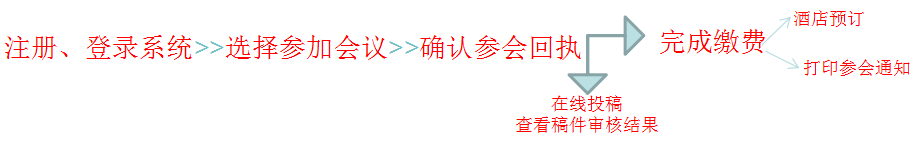 注册、登录系统>>选择参加会议>>确认参会回执
完成缴费
酒店预订
打印参会通知
在线投稿
查看稿件审核结果